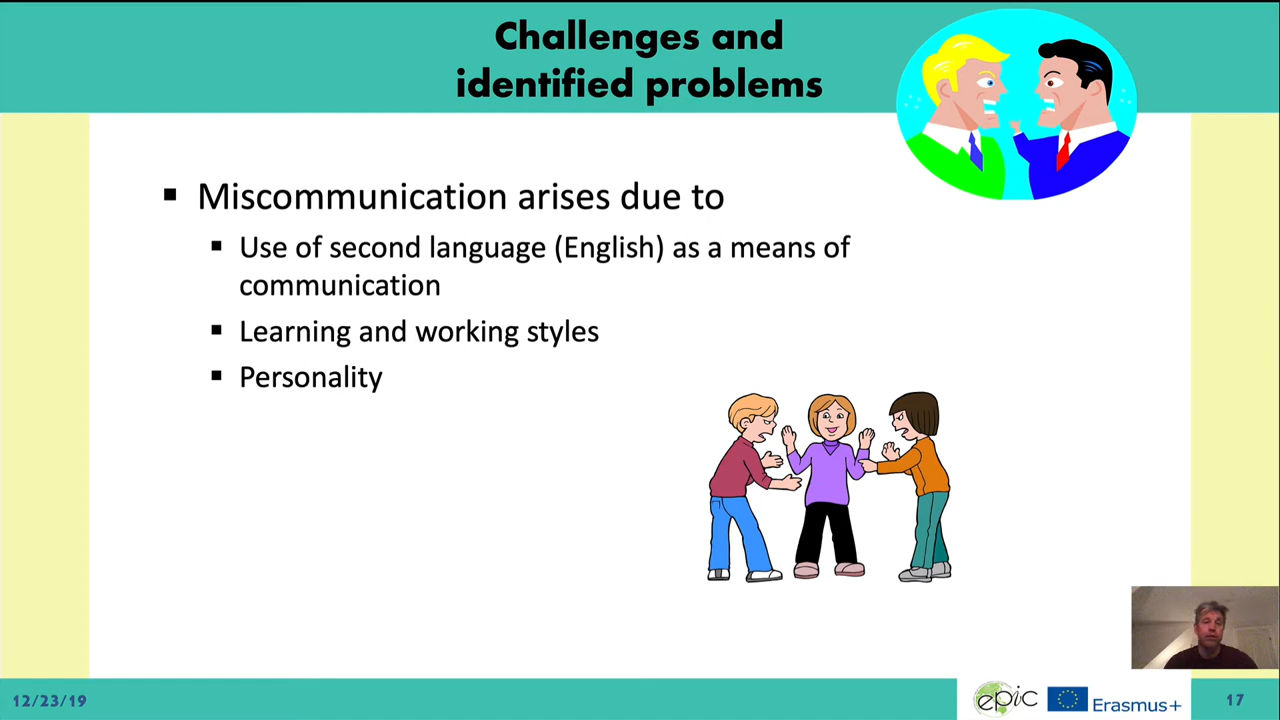 Challenges and
identified problems
Miscommunication arises due to
Use of second language (English) as a means of
communication
Learning and working styles
Personality
12/23/19
epic
Erasmus+
17